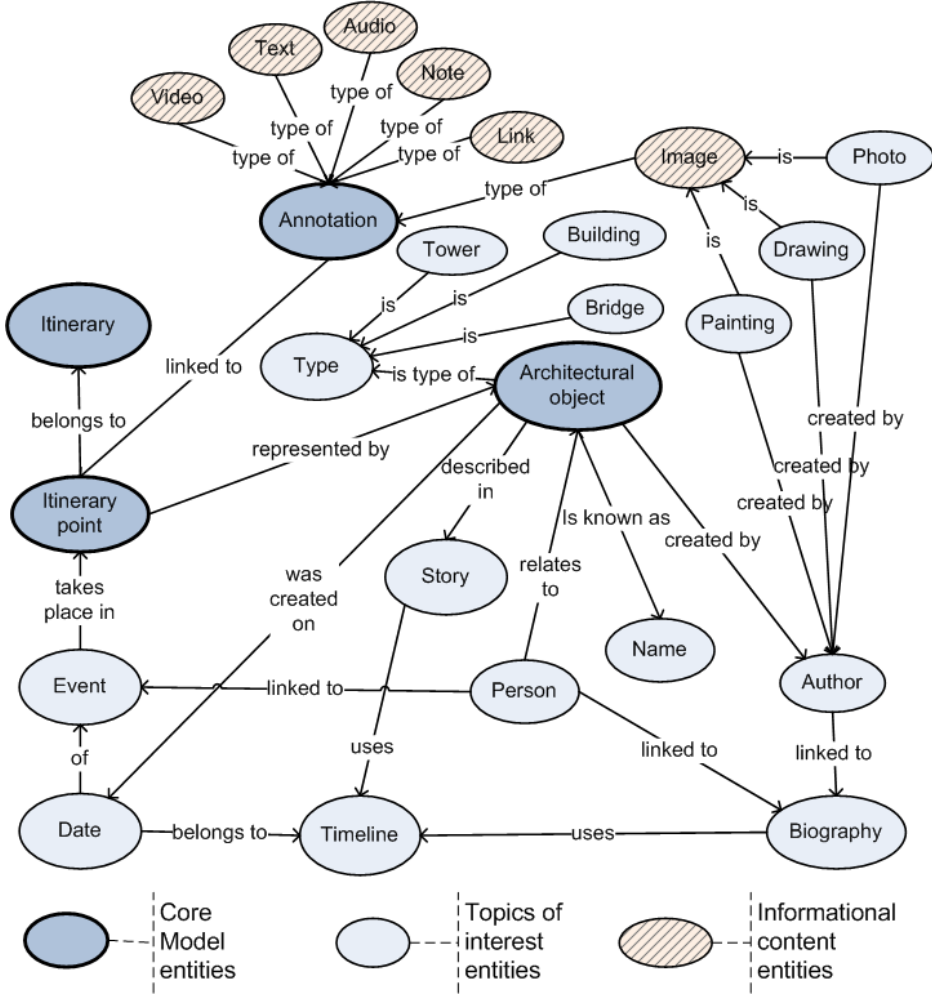 Audio
Text
Note
Video
Link
type of
type of
type of
type of
type of
Image
is
Photo
type of
is
Annotation
Tower
Building
is
Drawing
Itinerary
is
is
Bridge
Painting
is
linked to
Type
is type of
Architectural
object
belongs to
represented by
described
in
created by
created by
created by
Itinerary
point
Is known as
created by
takes
place in
was
created
on
Story
relates
to
Name
Event
linked to
Person
Author
of
uses
linked to
linked to
Date
belongs to
Timeline
uses
Biography
Core
Model
entities
Topics of
interest
entities
Informational
content
entities